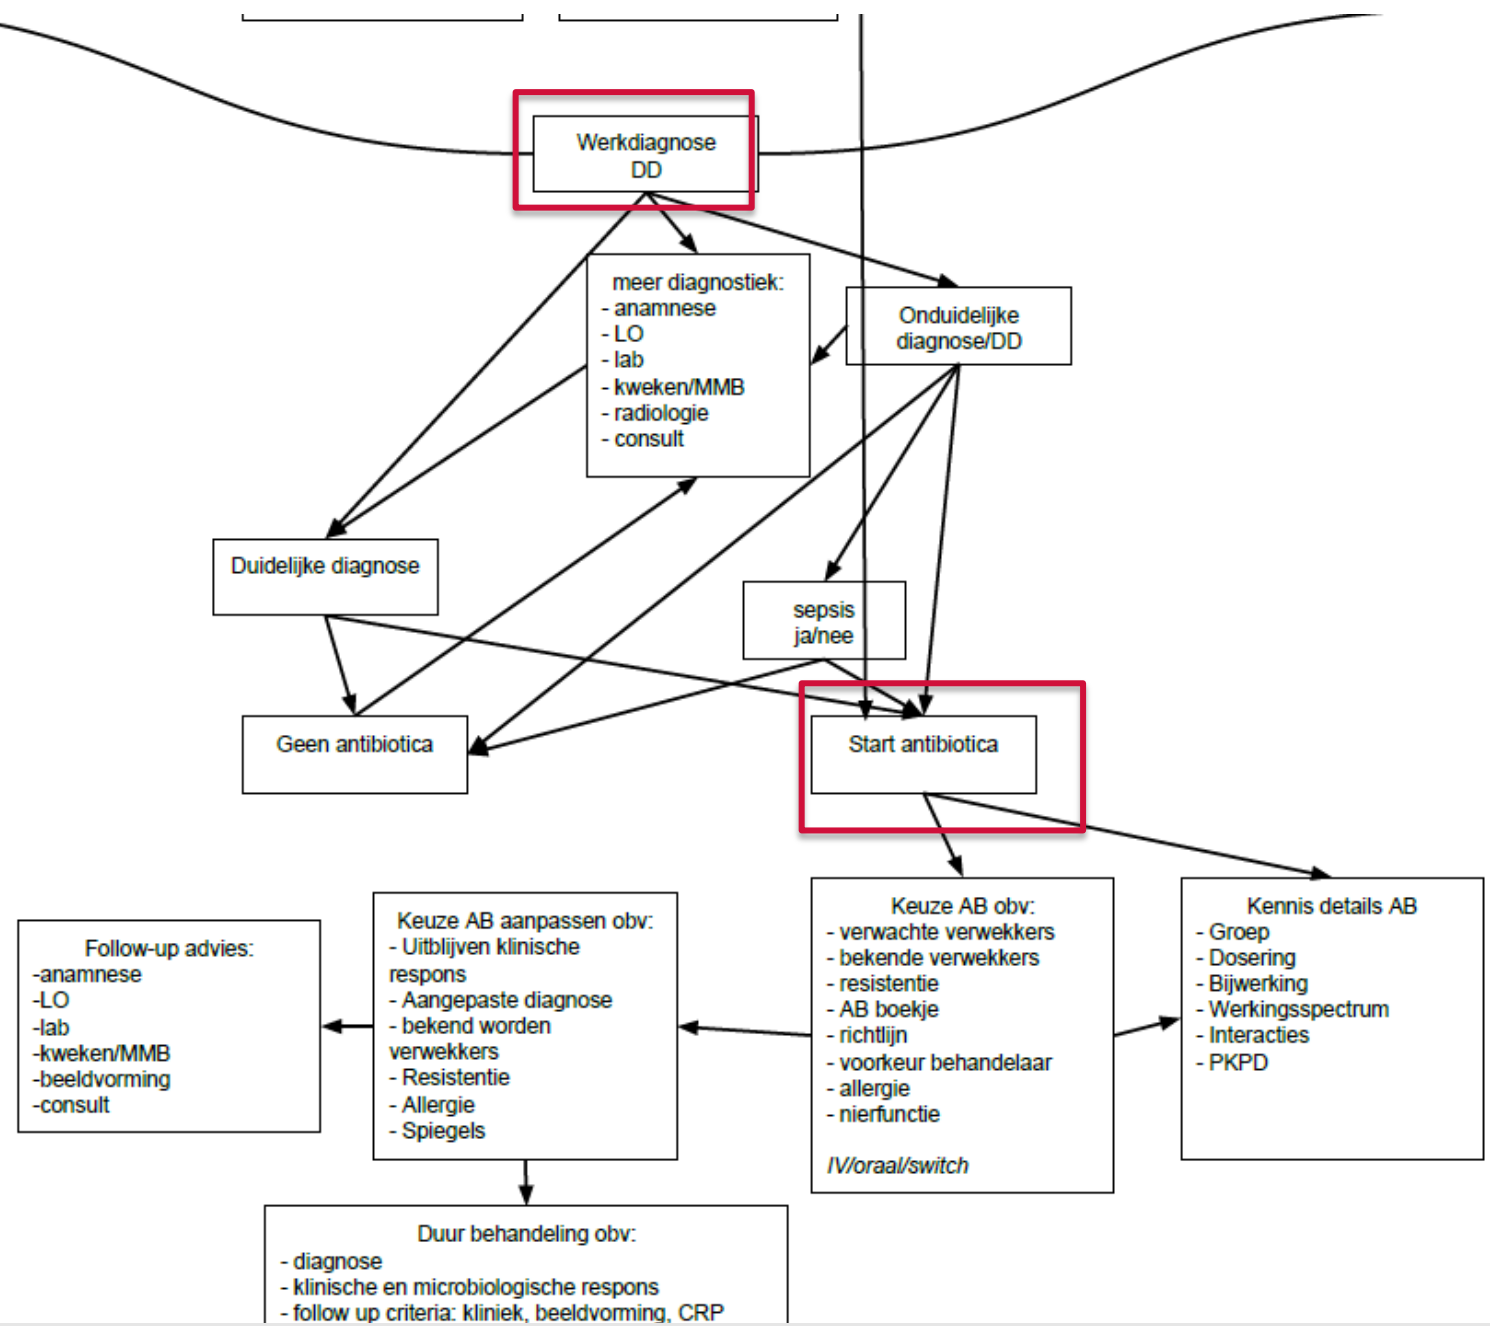 Werkdiagnose
DD
meer diagnostiek:
- anamnese
- LO
- lab
- kweken/MMB
- radiologie
- consult
Onduidelijke
diagnose/DD
Duidelijke diagnose
sepsis
ja/nee
Geen antibiotica
Start antibiotica
Follow-up advies:
-anamnese
-LO
-lab
-kweken/MMB
-beeldvorming
-consult
Keuze AB aanpassen obv:
- Uitblijven klinische
respons
- Aangepaste diagnose
- bekend worden
verwekkers
- Resistentie
- Allergie
- Spiegels
Keuze AB obv:
- verwachte verwekkers
- bekende verwekkers
- resistentie
- AB boekje
- richtlijn
- voorkeur behandelaar
- allergie
- nierfunctie
IV/oraal/switch
Kennis details AB
- Groep
- Dosering
- Bijwerking
- Werkingsspectrum
- Interacties
- PKPD
Duur behandeling obv:
- diagnose
- klinische en microbiologische respons
- follow up criteria: kliniek, beeldvorming, CRP